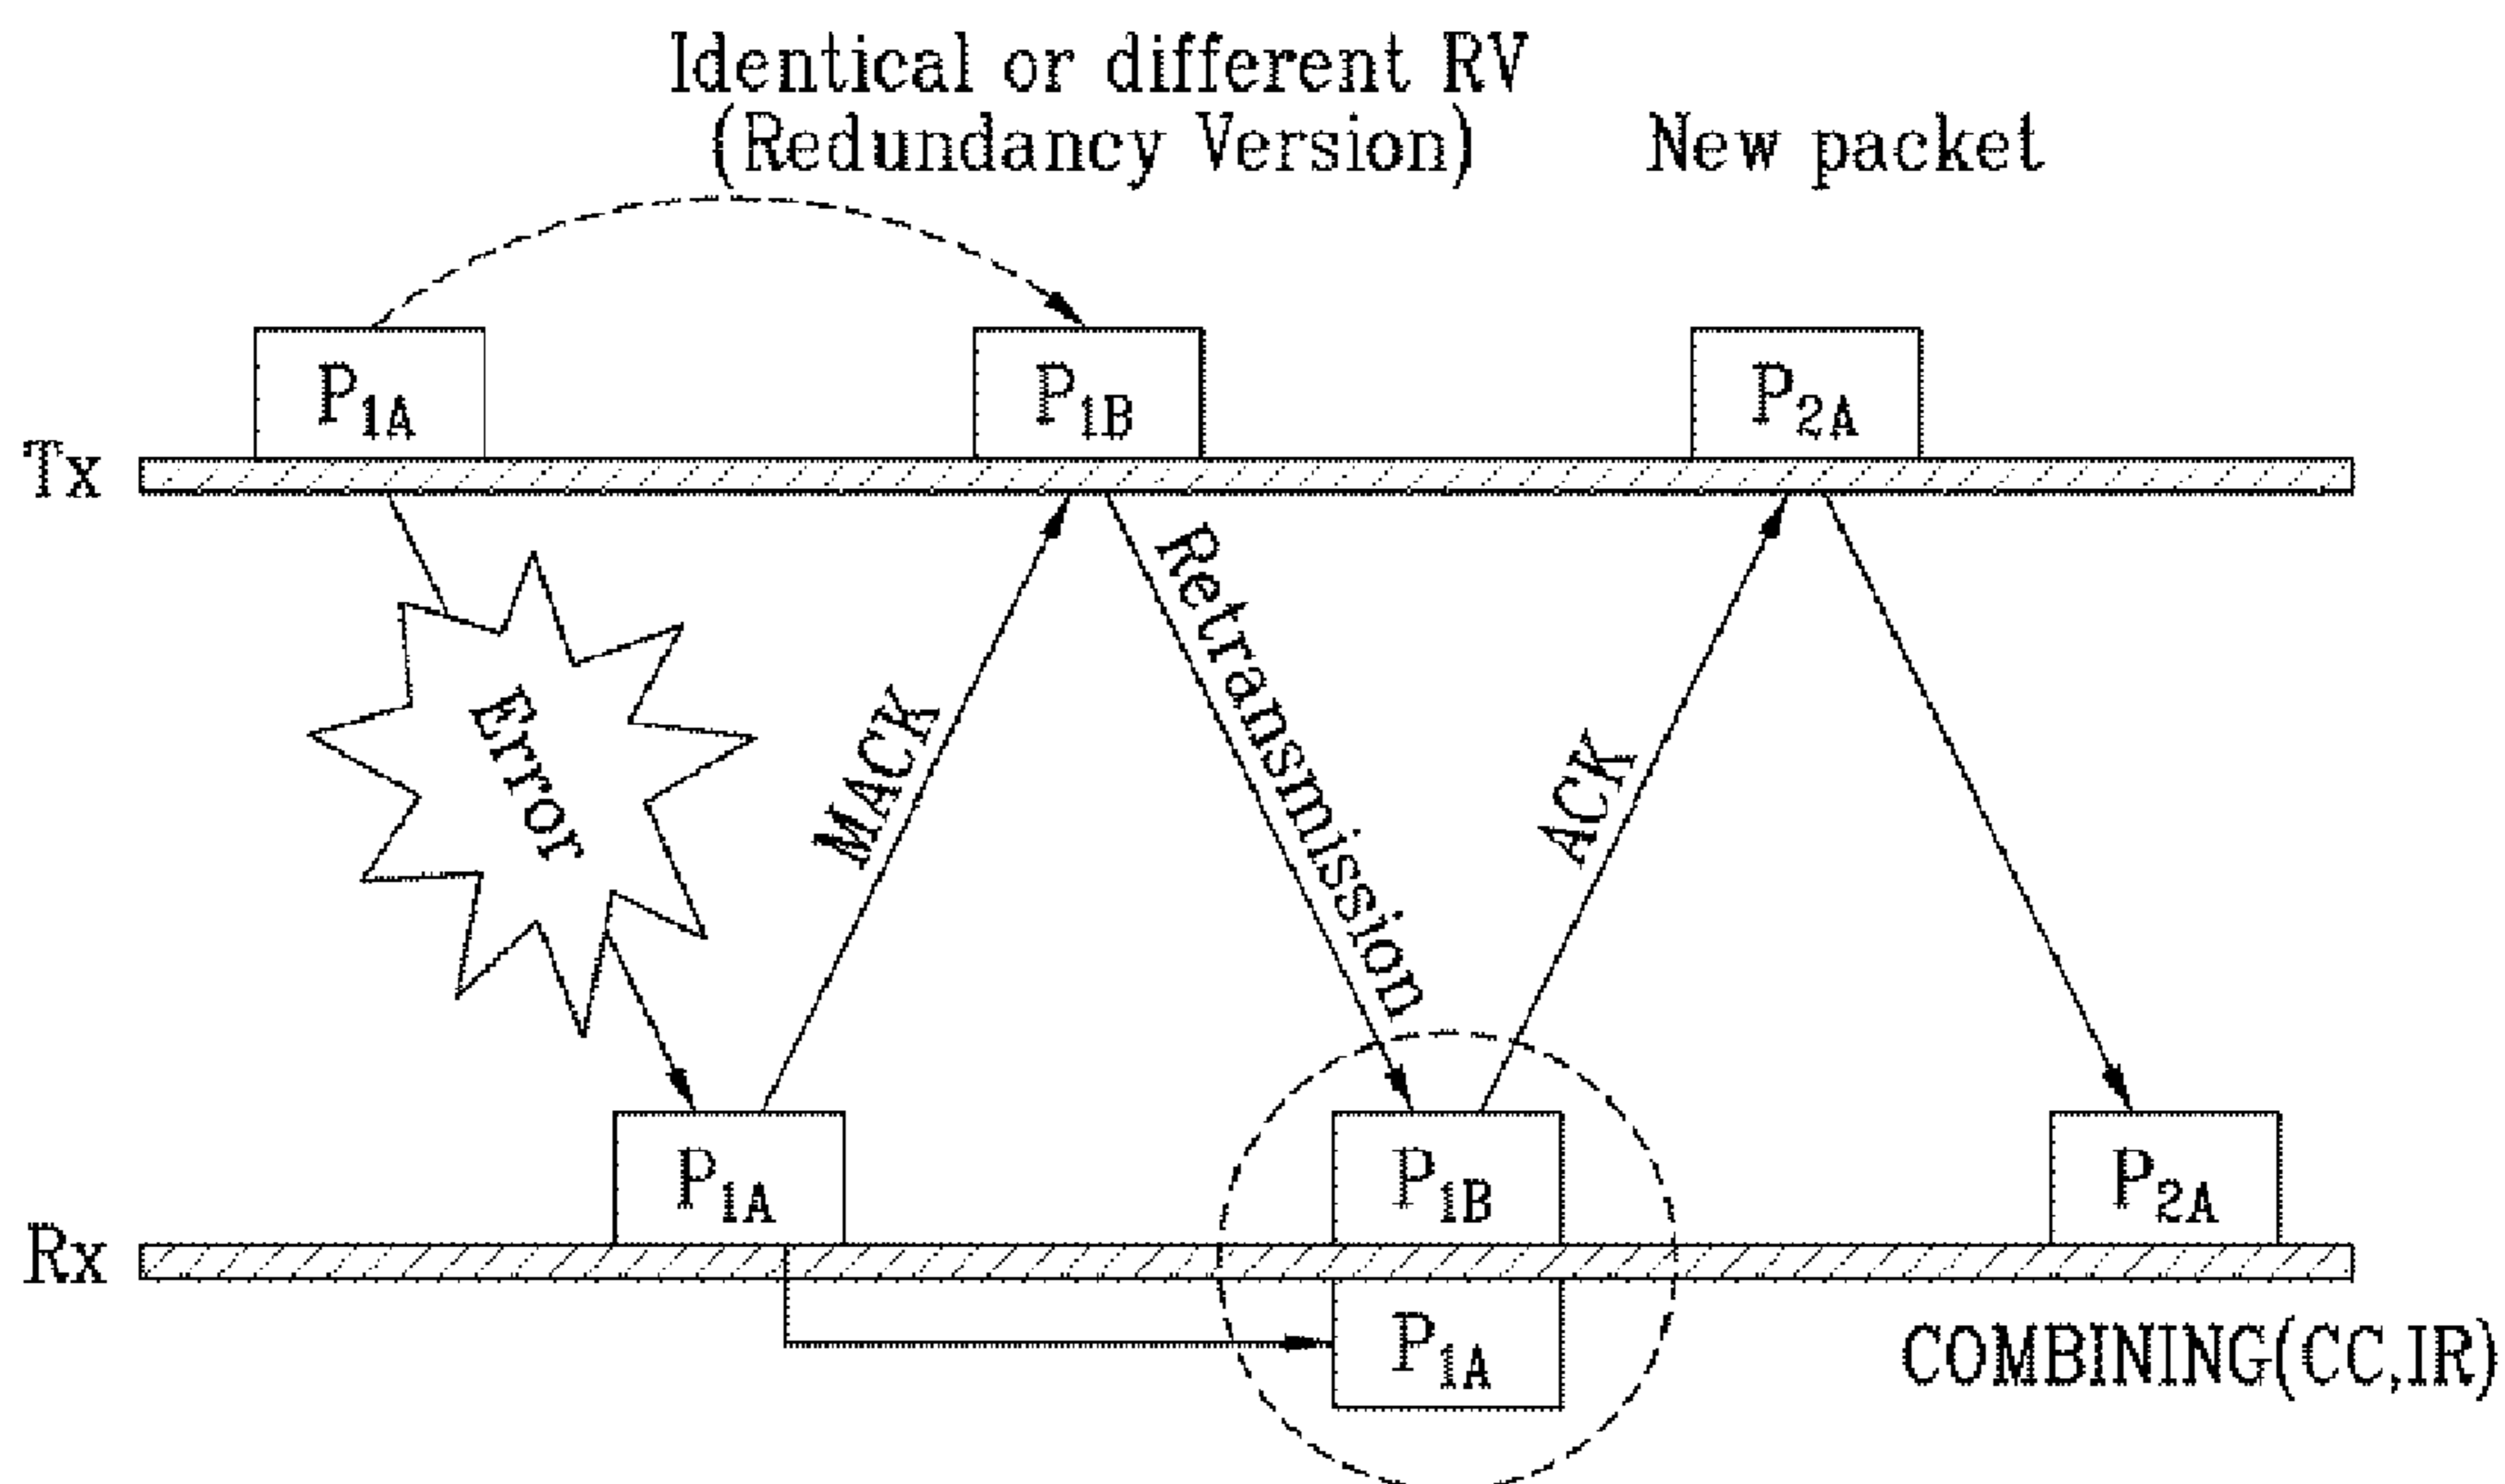 Identical or different RV
(Redundancy Version)
New packet
P1A
P1B
P2A
Tx
Error
MACK
Retransmission
ACK
P1A
P1B
P2A
Rx
P1A
COMBINING(CC,IR)